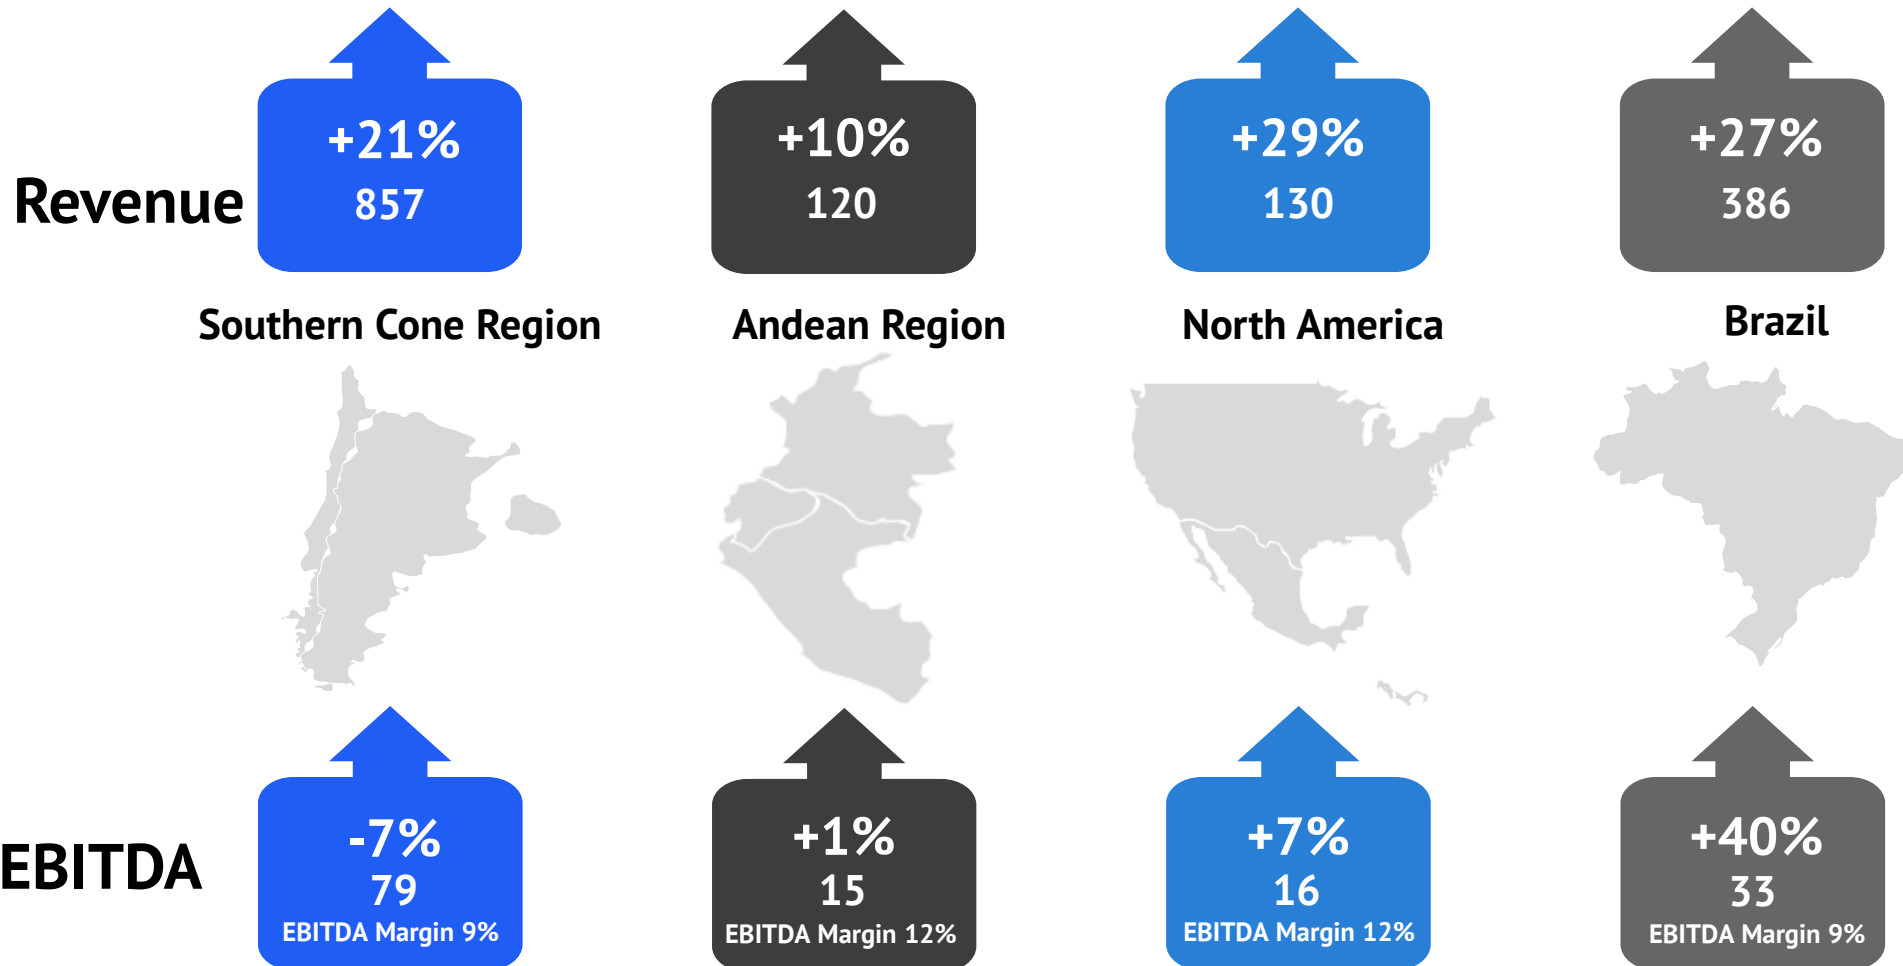 Revenue
+21%
857
+10%
120
+29%
130
+27%
386
Southern Cone Region
Andean Region
North America
Brazil
EBITDA
-7%
79
EBITDA Margin 9%
+1%
15
EBITDA Margin 12%
+7%
16
EBITDA Margin 12%
+40%
33
EBITDA Margin 9%